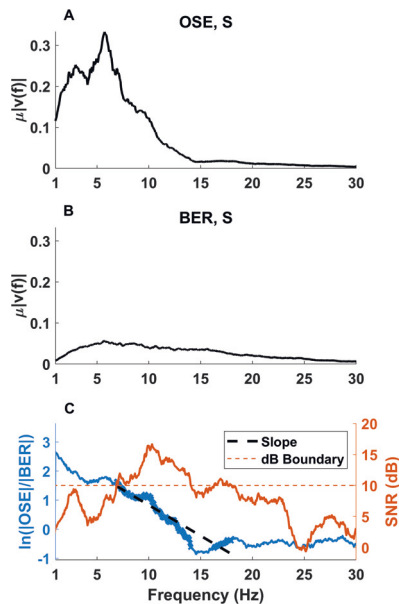 A
OSE, S
0.3
0.2
0.1
0
μ|v(f)|
1 5 10 15 20 25 30
B
BER, S
0.3
0.2
0.1
0
μ|v(f)|
1 5 10 15 20 25 30
C
3
2
1
0
-1
ln(|OSE|/|BER|)
Slope
dB Boundary
20
15
10
5
0
SNR (dB)
1 5 10 15 20 25 30
Frequency (Hz)